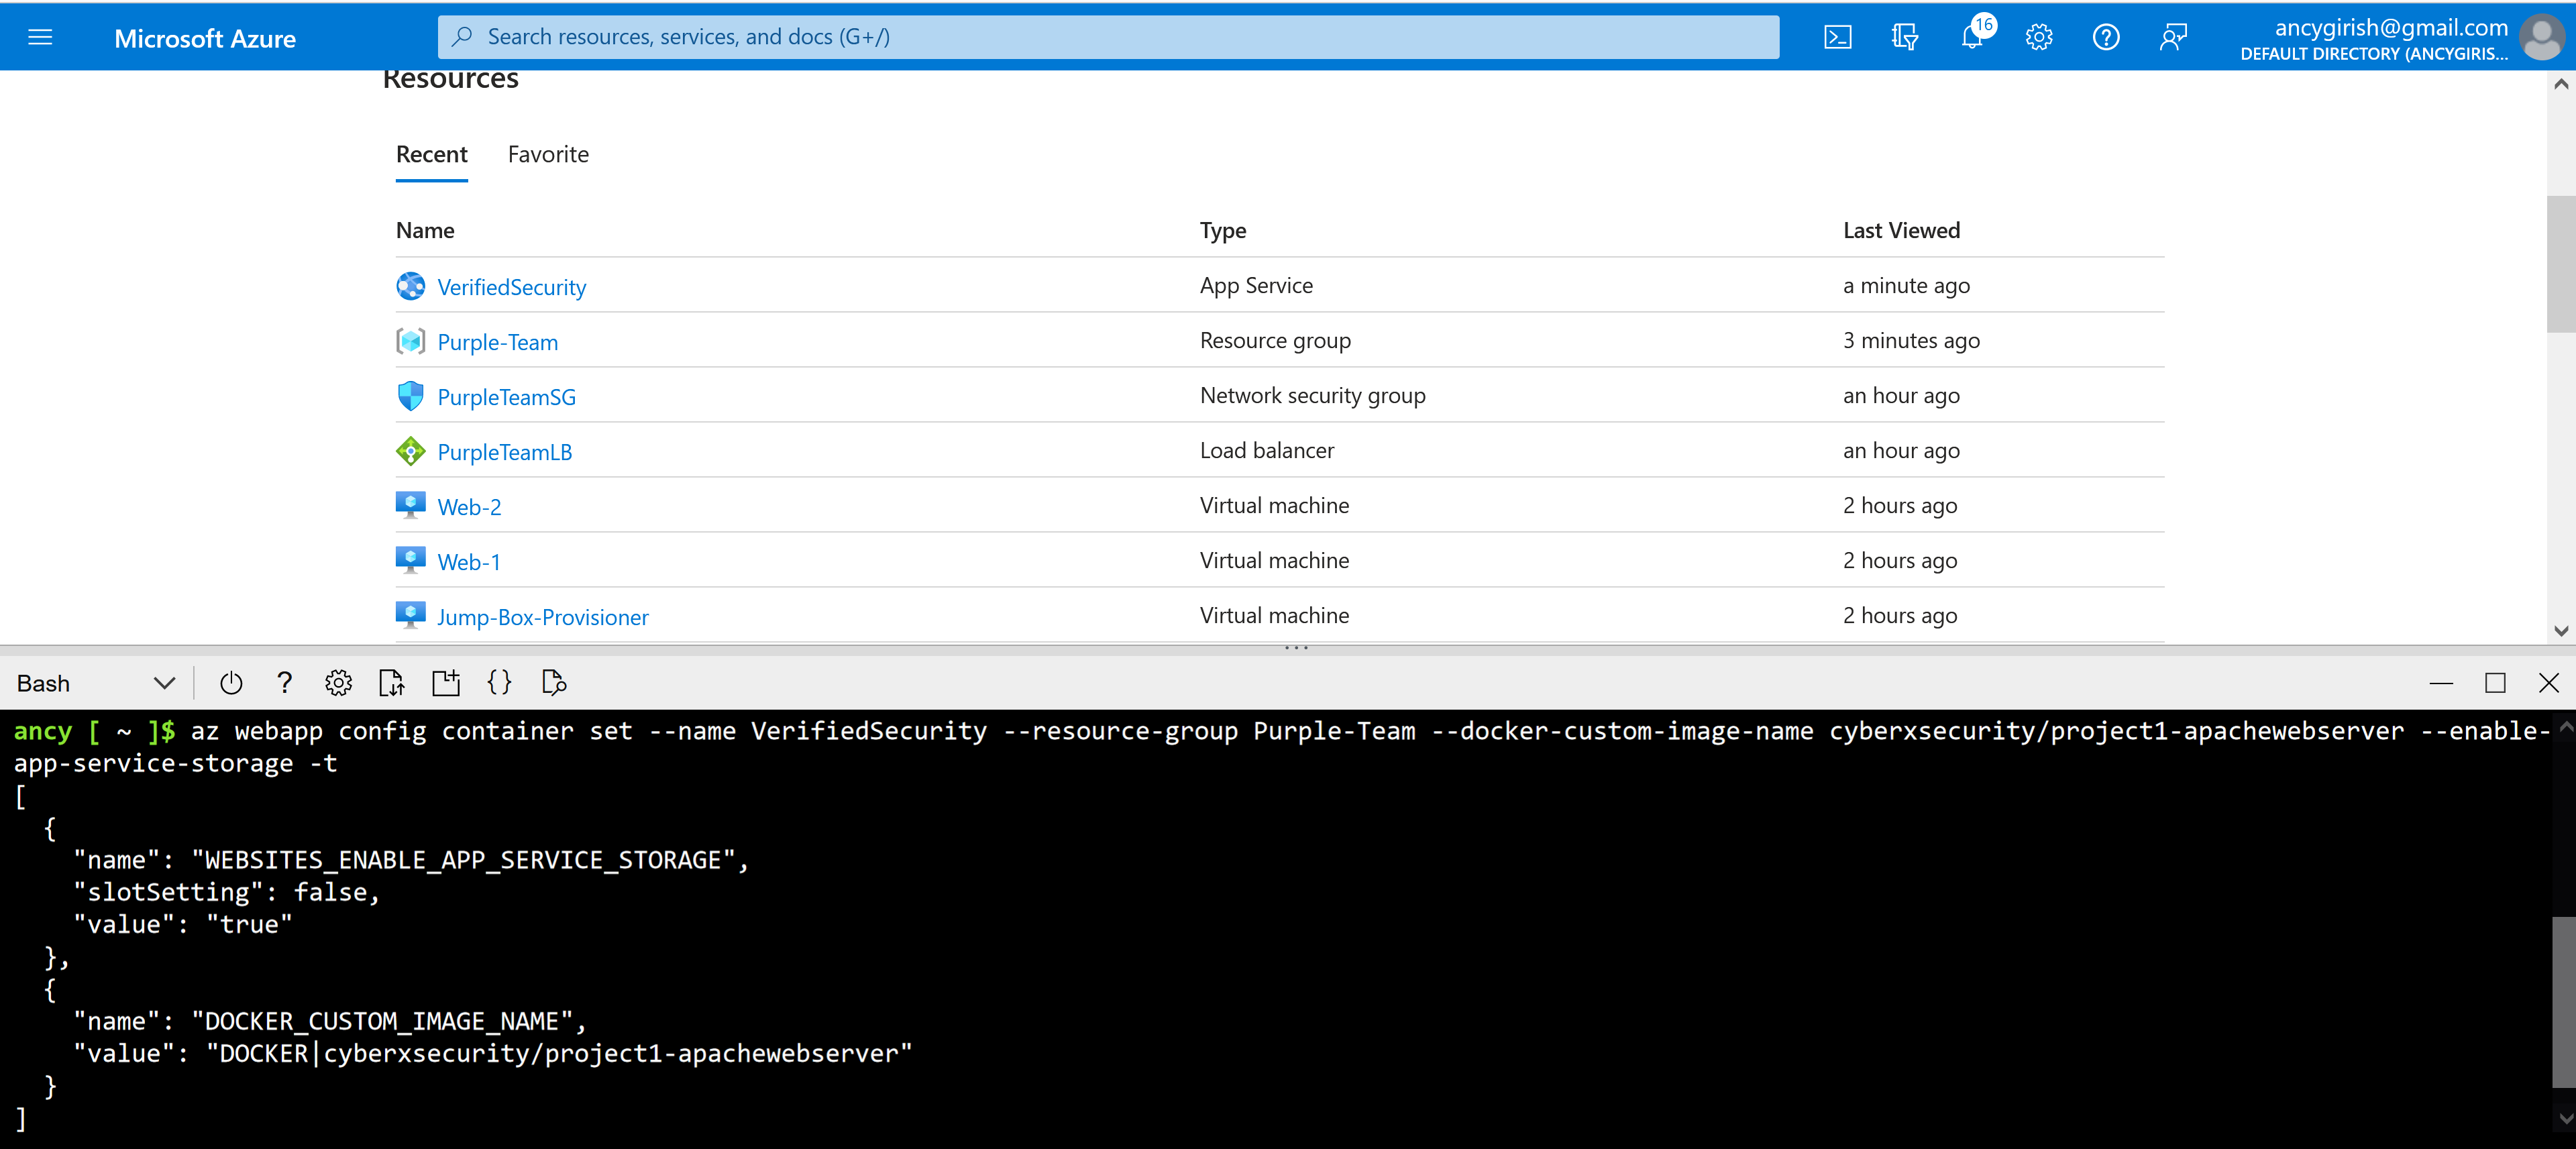 Microsoft Azure
Search resources, services, and docs (G+/)
16
ancygirish@gmail.com
DEFAULT DIRECTORY (ANCYGIRIS...
Resources
Recent Favorite
Name Type Last Viewed
VerifiedSecurity App Service a minute ago
Purple-Team Resource group 3 minutes ago
PurpleTeamSG Network security group an hour ago
PurpleTeamLB Load balancer an hour ago
Web-2 Virtual machine 2 hours ago
Web-1 Virtual machine 2 hours ago
Jump-Box-Provisioner Virtual machine 2 hours ago
Bash
ancy [ ~ ]$ az webapp config container set --name VerifiedSecurity --resource-group Purple-Team --docker-custom-image-name cyberxsecurity/project1-apachewebserver --enable-
app-service-storage -t
[
  {
    "name": "WEBSITES_ENABLE_APP_SERVICE_STORAGE",
    "slotSetting": false,
    "value": "true"
  },
  {
    "name": "DOCKER_CUSTOM_IMAGE_NAME",
    "value": "DOCKER|cyberxsecurity/project1-apachewebserver"
  }
]